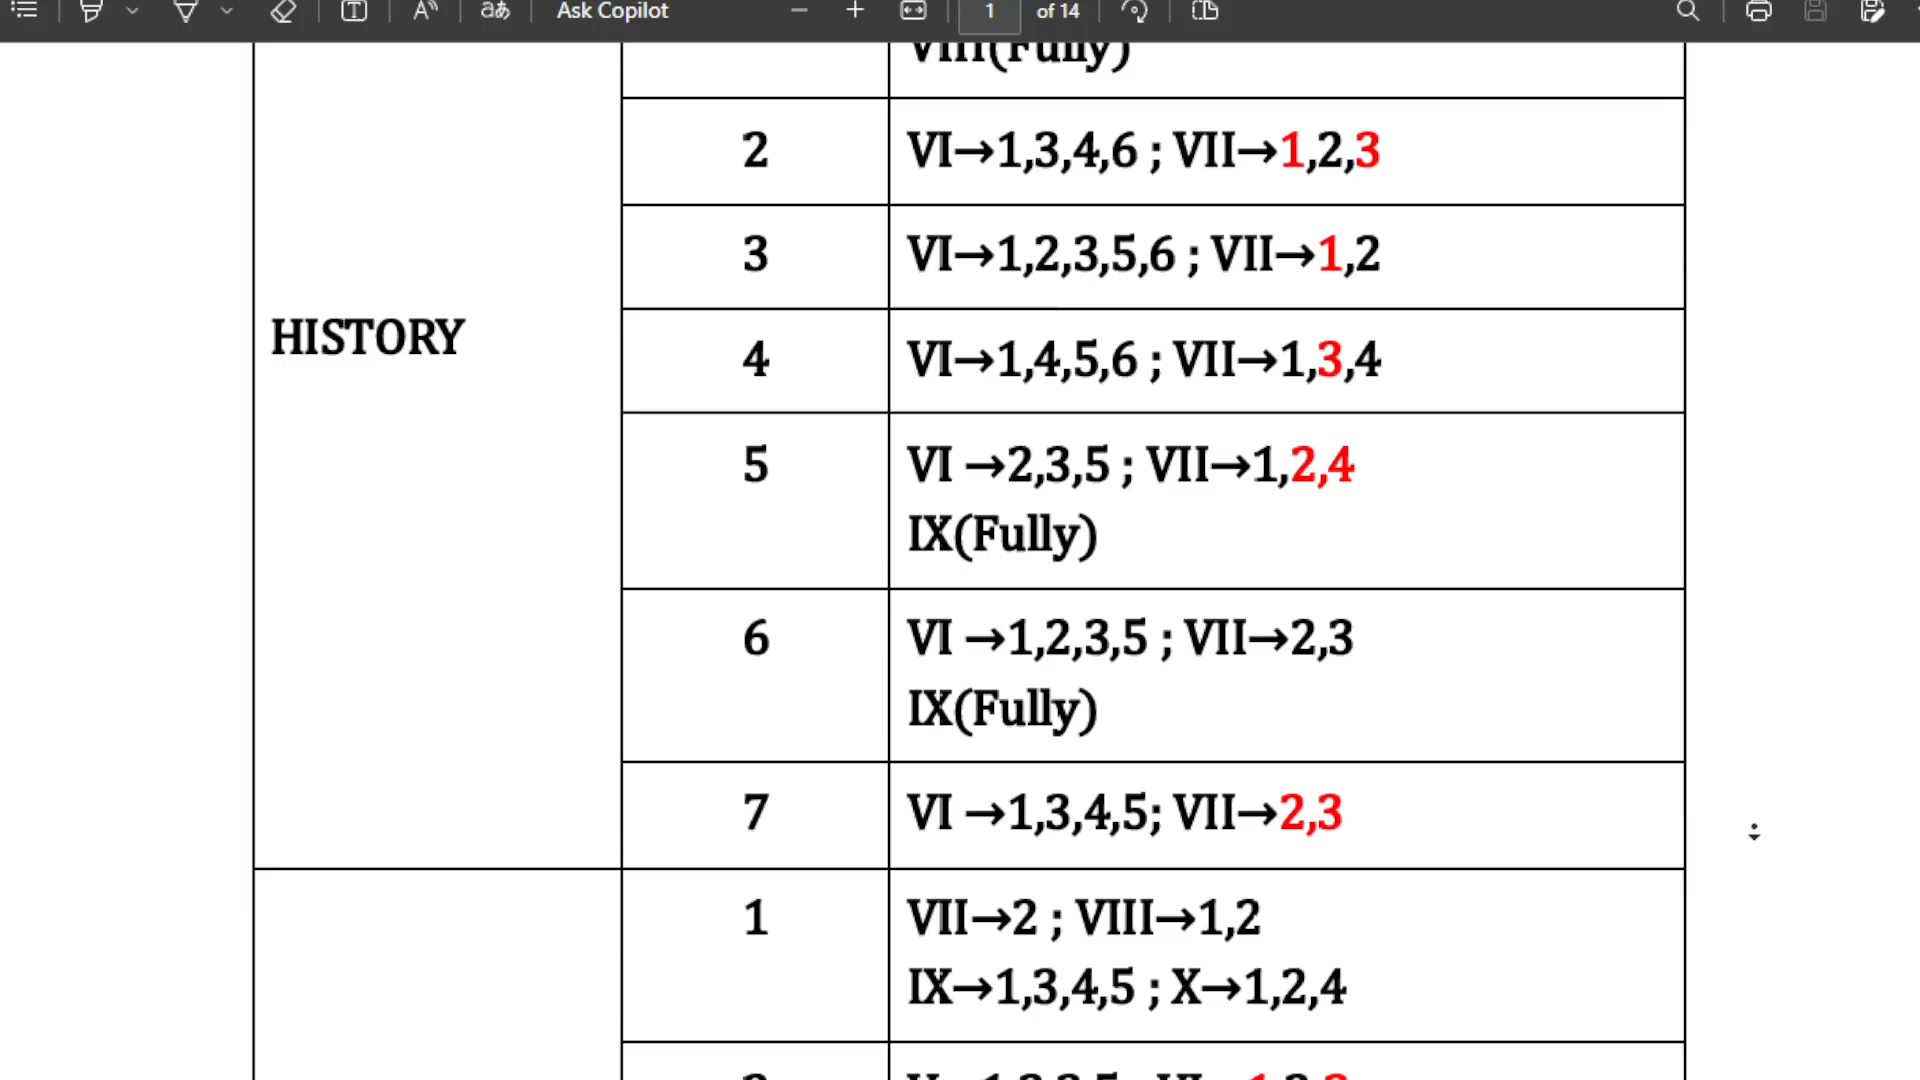 Ask Copilot
1 of 14
VIII(Fully)
2 VI→1,3,4,6 ; VII→1,2,3
3 VI→1,2,3,5,6 ; VII→1,2
HISTORY
4 VI→1,4,5,6 ; VII→1,3,4
5 VI →2,3,5 ; VII→1,2,4
IX(Fully)
6 VI →1,2,3,5 ; VII→2,3
IX(Fully)
7 VI →1,3,4,5; VII→2,3
1 VII→2 ; VIII→1,2
IX→1,3,4,5 ; X→1,2,4